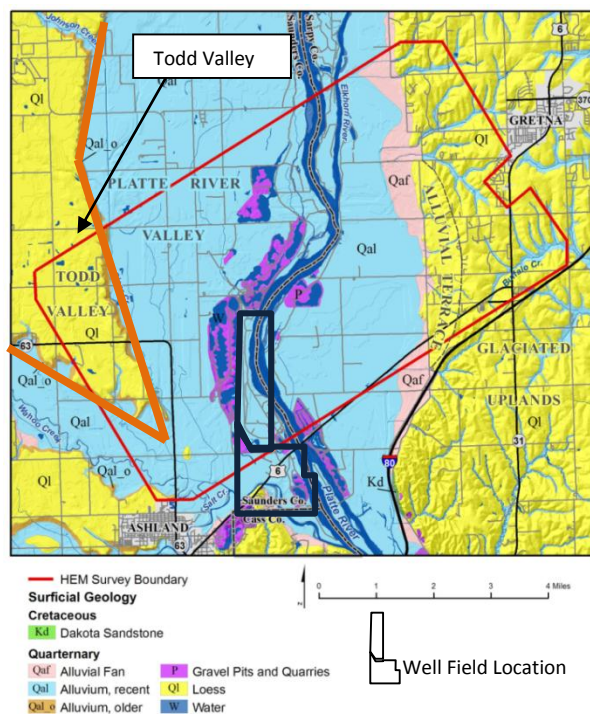 Johnson Creek
Todd Valley
Sarpy Co.
Saunders Co.
Elkhorn River
6
370
GRETNA
Ql
Qal
Qal_o
Ql
Qaf
PLATTE RIVER
VALLEY
Qal
ALLUVIAL TERRACE
TODD
VALLEY
Ql
P
W
Buffalo Cr.
63
GLACIATED
Qaf
UPLANDS
Qal_o
Ql
Wahoo Creek
31
80
6
Kd
Qal_o
Salt Cr.
Saunders Co.
Cass Co.
Platte River
ASHLAND
63
HEM Survey Boundary
Surficial Geology
Cretaceous
Kd Dakota Sandstone
Quarternary
Qaf Alluvial Fan
P Gravel Pits and Quarries
Qal Alluvium, recent
Ql Loess
Qal_o Alluvium, older
W Water
z
0 1 2 3 4 Miles
Well Field Location